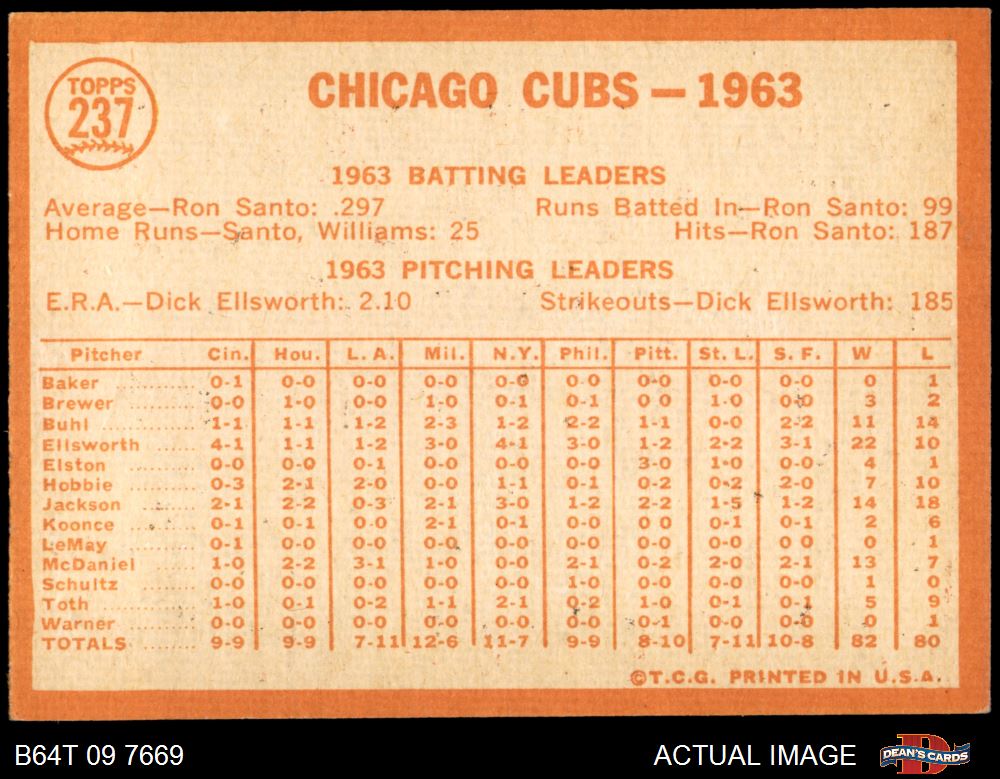 TOPPS
237
CHICAGO CUBS — 1963
1963 BATTING LEADERS
Average—Ron Santo: .297 Runs Batted In—Ron Santo: 99
Home Runs—Santo, Williams: 25 Hits—Ron Santo: 187
1963 PITCHING LEADERS
E.R.A.—Dick Ellsworth: 2.10 Strikeouts—Dick Ellsworth: 185
Pitcher Cin. Hou. L. A. Mil. N.Y. Phil. Pitt. St. L. S. F. W L
Baker 0-1 0-0 0-0 0-0 0-0 0-0 0-0 0-0 0-0 0 1
Brewer 0-0 1-0 0-0 1-0 0-1 0-1 0 0 1-0 0-0 3 2
Buhl 1-1 1-1 1-2 2-3 1-2 2-2 1-1 0-0 2-2 11 14
Ellsworth 4-1 1-1 1-2 3-0 4-1 3-0 1-2 2-2 3-1 22 10
Elston 0-0 0-0 0-1 0-0 0-0 0-0 3-0 1-0 0-0 4 1
Hobbie 0-3 2-1 2-0 0-0 1-1 0-1 0-2 0-2 2-0 7 10
Jackson 2-1 2-2 0-3 2-1 3-0 1-2 2-2 1-5 1-2 14 18
Koonce 0-1 0-1 0-0 2-1 0-1 0-0 0-0 0-1 0-1 2 6
LeMay 0-1 0-0 0-0 0-0 0-0 0-0 0-0 0-0 0-0 0 1
McDaniel 1-0 2-2 3-1 1-0 0-0 2-1 0-2 2-0 2-1 13 7
Schultz 0-0 0-0 0-0 0-0 0-0 1-0 0-0 0-0 0-0 1 0
Toth 1-0 0-1 0-2 1-1 2-1 0-2 1-0 0-1 0-1 5 9
Warner 0-0 0-0 0-0 0-0 0-0 0-0 0-1 0-0 0-0 0 1
TOTALS 9-9 9-9 7-11 12-6 11-7 9-9 8-10 7-11 10-8 82 80
©T.C.G. PRINTED IN U.S.A.
B64T 09 7669 ACTUAL IMAGE DEAN'S CARDS